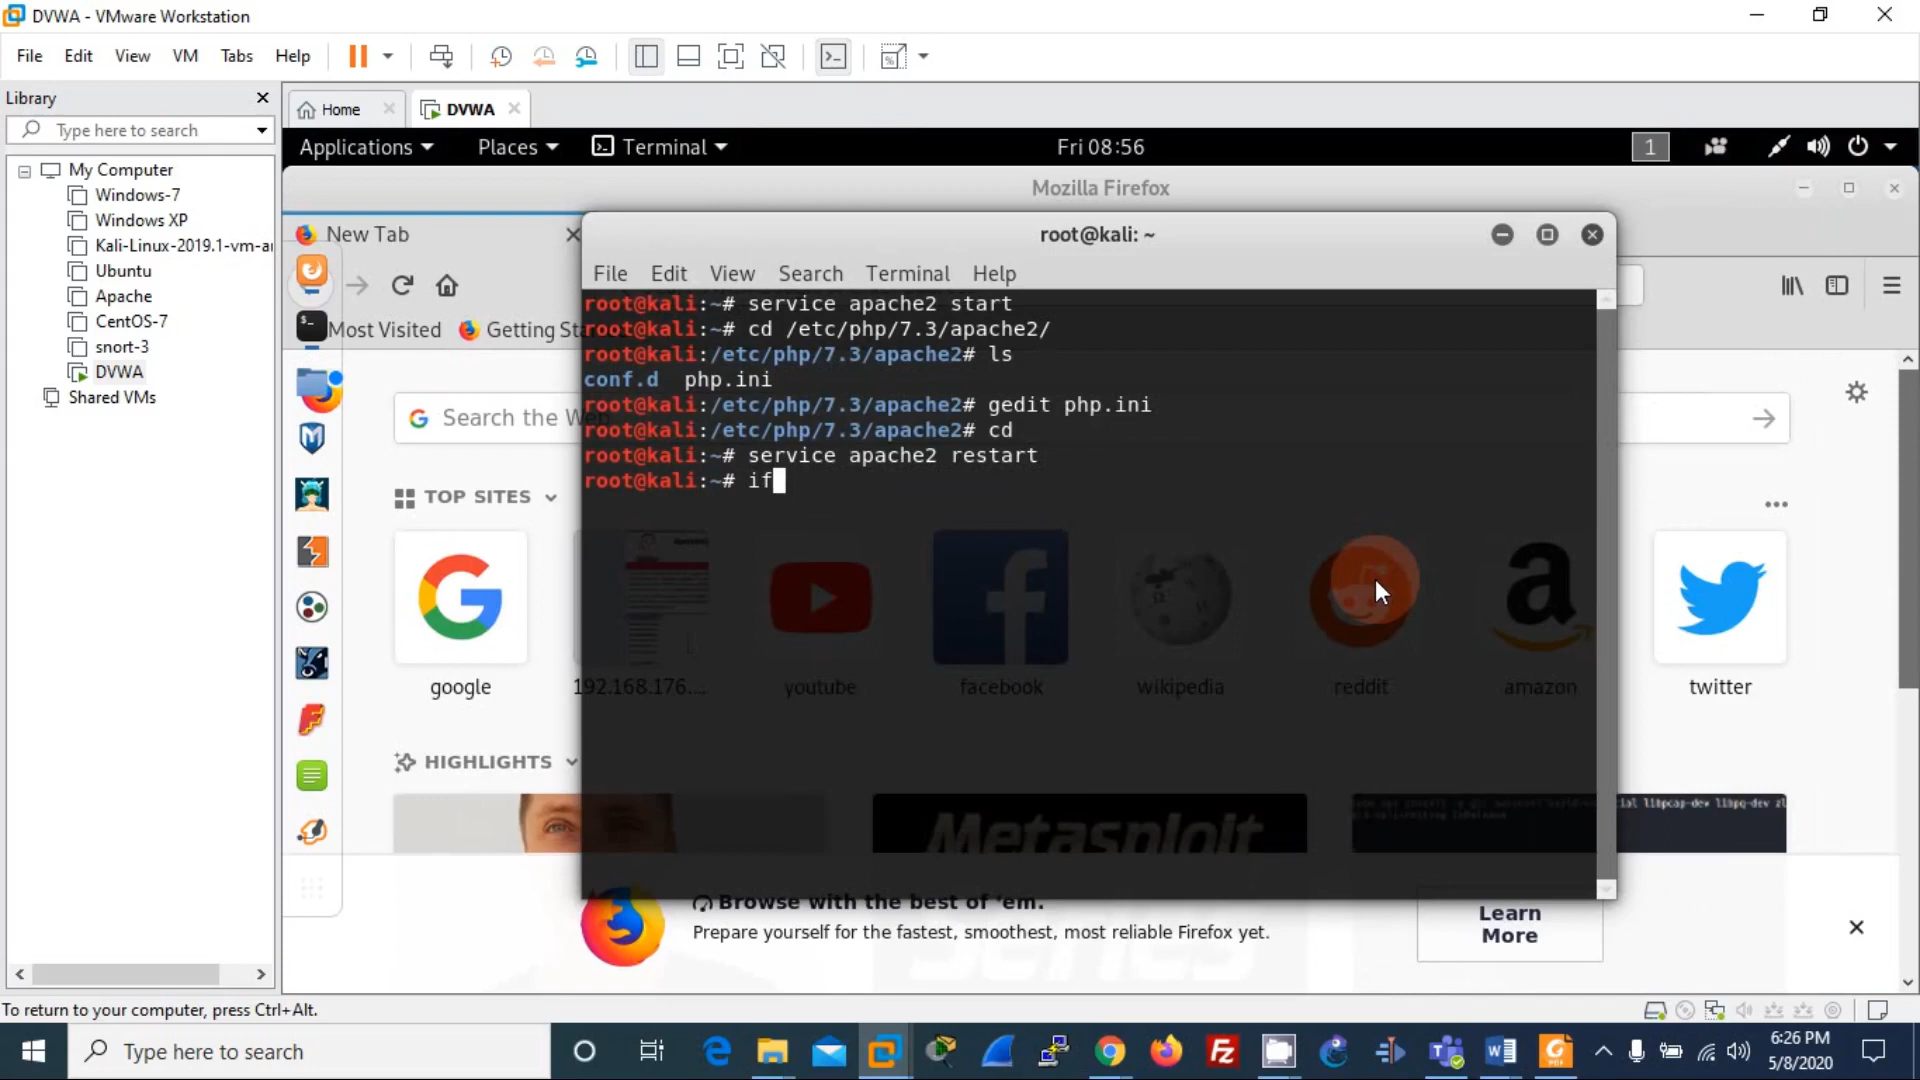 DVWA - VMware Workstation
File Edit View VM Tabs Help
Library
Type here to search
My Computer
Windows-7
Windows XP
Kali-Linux-2019.1-vm-a
Ubuntu
Apache
CentOS-7
snort-3
DVWA
Shared VMs
Home DVWA
Applications Places Terminal Fri 08:56 1
Mozilla Firefox
New Tab
Most Visited Getting St
Search the Web
TOP SITES
google 192.168.176.... youtube facebook wikipedia reddit amazon twitter
HIGHLIGHTS
Metasploit
Series
root@kali: ~
File Edit View Search Terminal Help
root@kali:~# service apache2 start
root@kali:~# cd /etc/php/7.3/apache2/
root@kali:/etc/php/7.3/apache2# ls
conf.d php.ini
root@kali:/etc/php/7.3/apache2# gedit php.ini
root@kali:/etc/php/7.3/apache2# cd
root@kali:~# service apache2 restart
root@kali:~# if
Browse with the best of ‘em.
Prepare yourself for the fastest, smoothest, most reliable Firefox yet.
Learn
More
To return to your computer, press Ctrl+Alt.
Type here to search
6:26 PM
5/8/2020